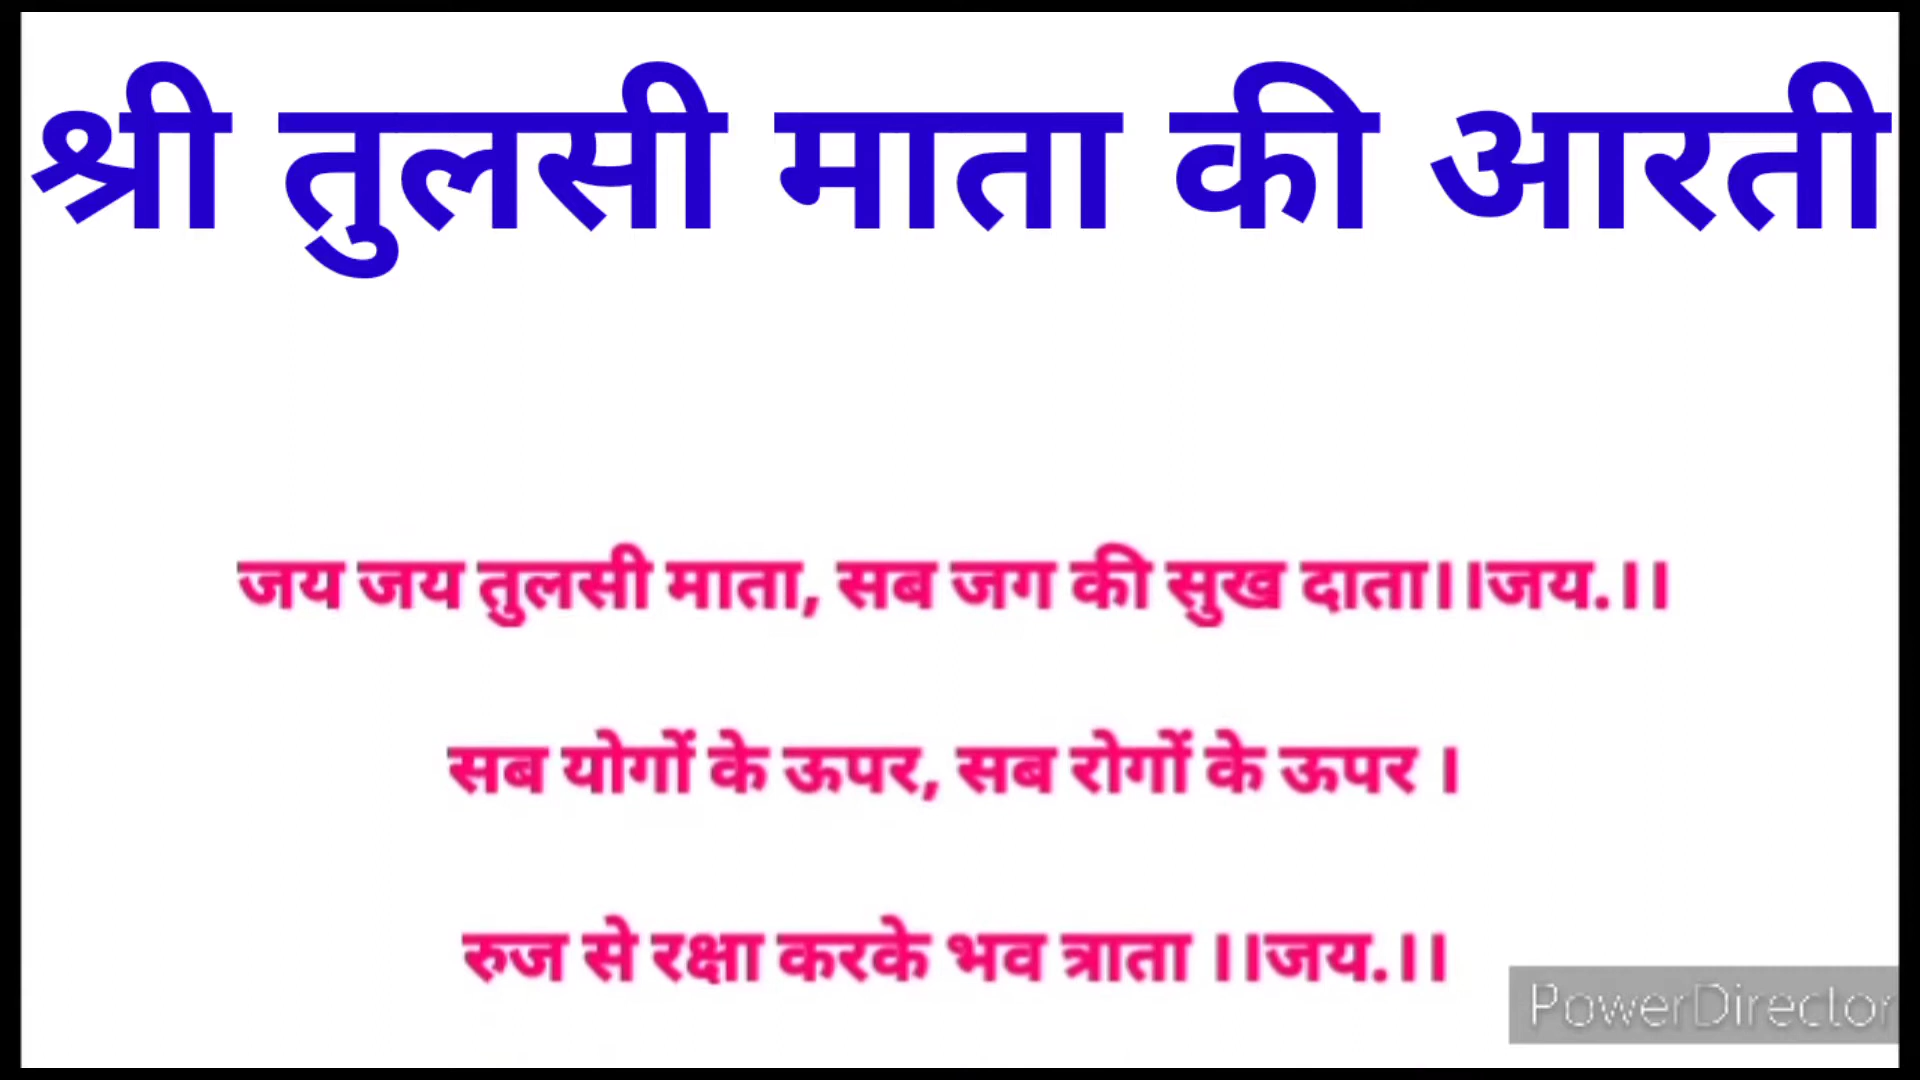 श्री तुलसी माता की आरती
जय जय तुलसी माता, सब जग की सुख दाता।।जय.।।
सब योगों के ऊपर, सब रोगों के ऊपर ।
रुज से रक्षा करके भव त्राता ।।जय.।।
PowerDirector